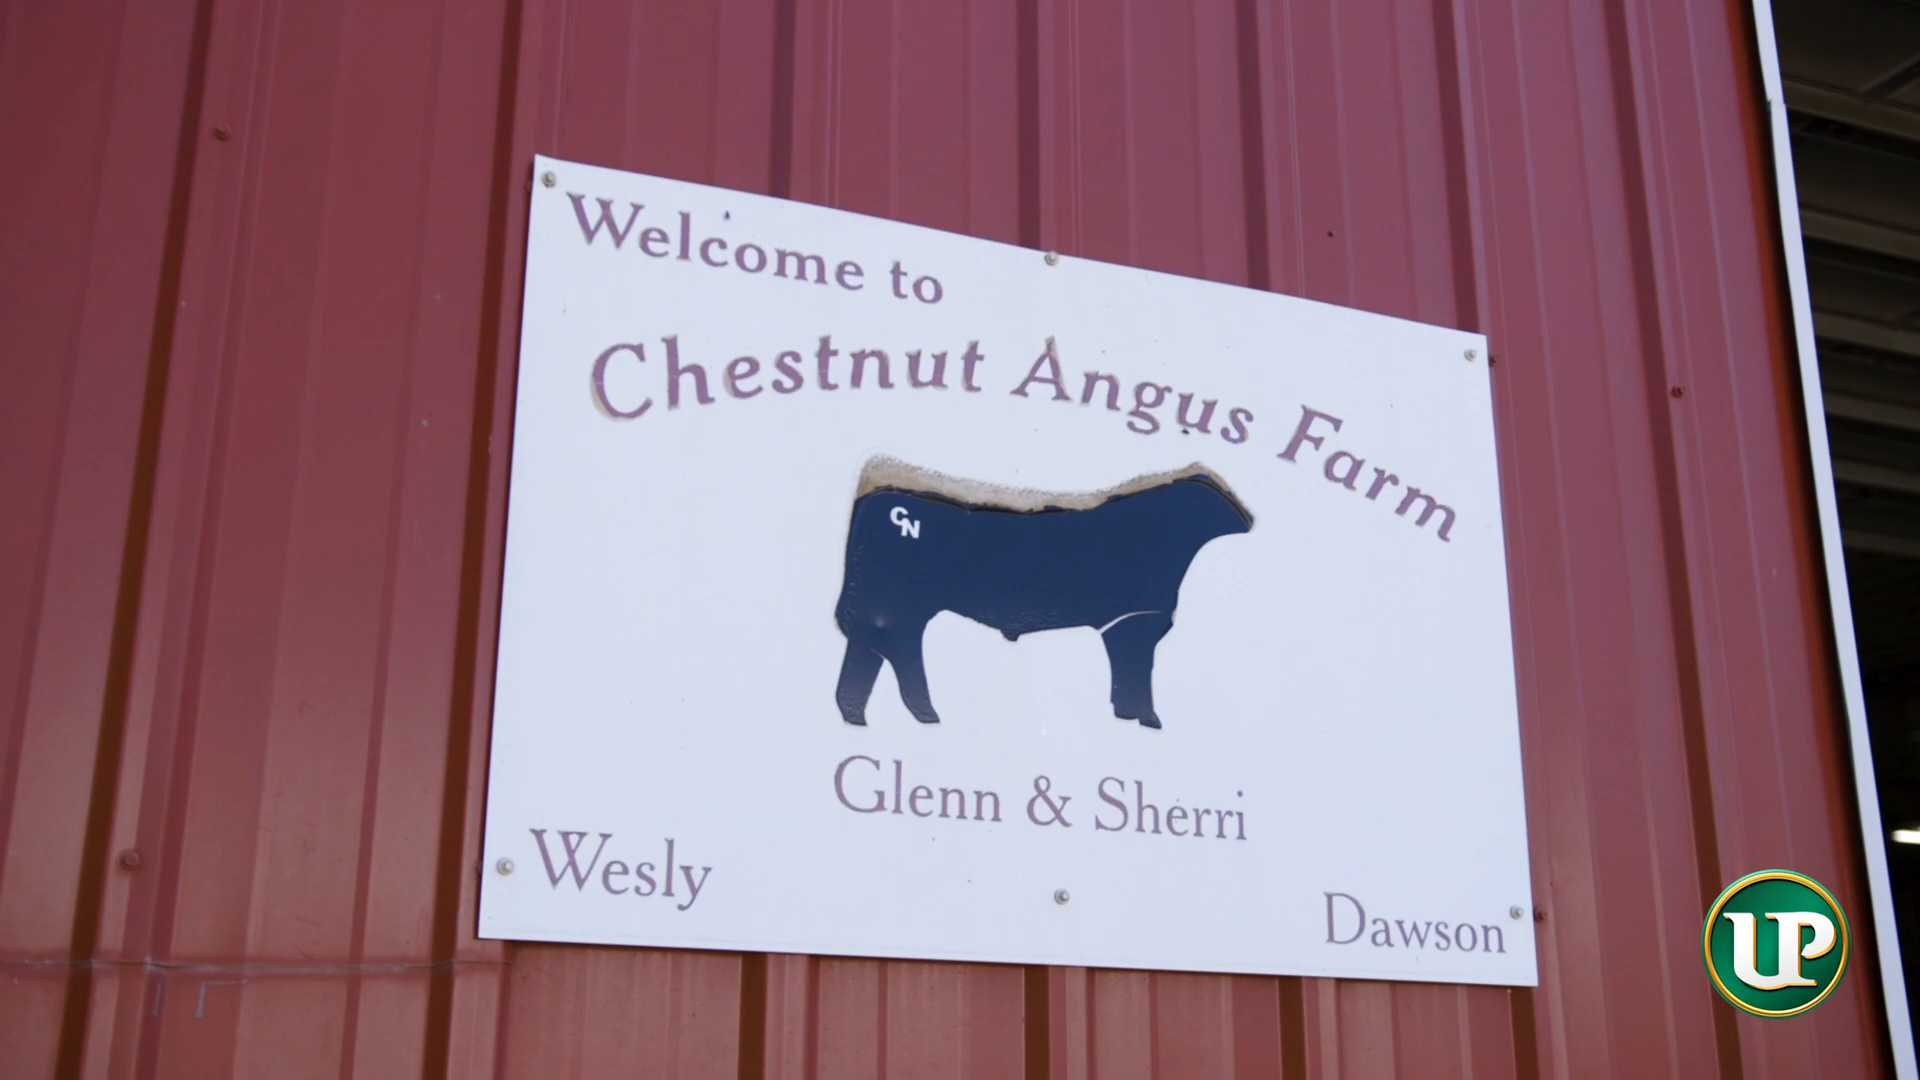 Welcome to
Chestnut Angus Farm
CN
Glenn & Sherri
Wesly
Dawson
UP